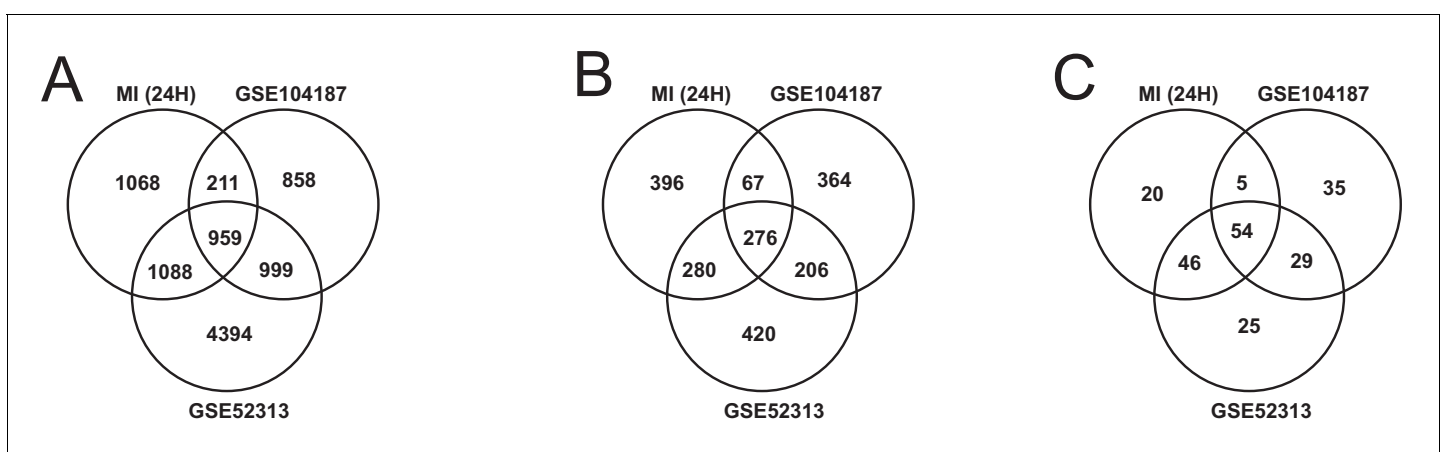 A
MI (24H) GSE104187
1068 211 858
959
1088 999
4394
GSE52313
B
MI (24H) GSE104187
396 67 364
276
280 206
420
GSE52313
C
MI (24H) GSE104187
20 5 35
54
46 29
25
GSE52313